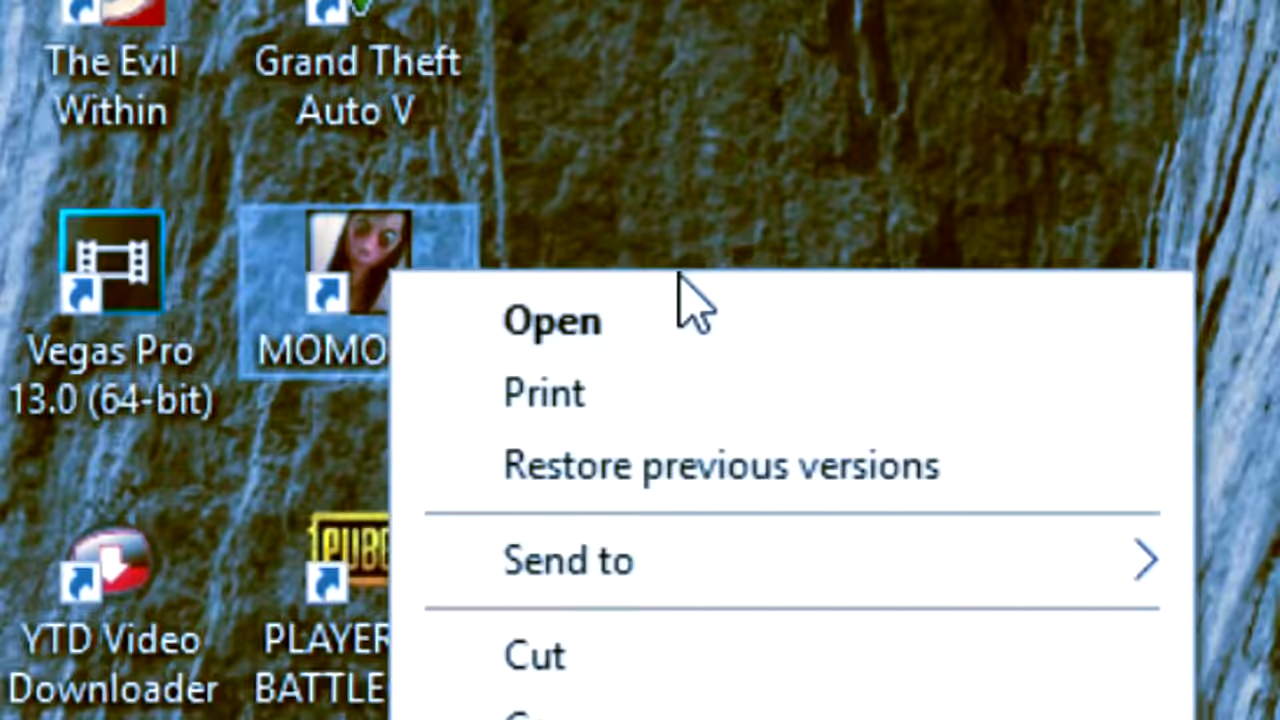 The Evil
Within
Grand Theft
Auto V
Vegas Pro
13.0 (64-bit)
MOMO
YTD Video
Downloader
PUBG
PLAYER
BATTLE
Open
Print
Restore previous versions
Send to
Cut